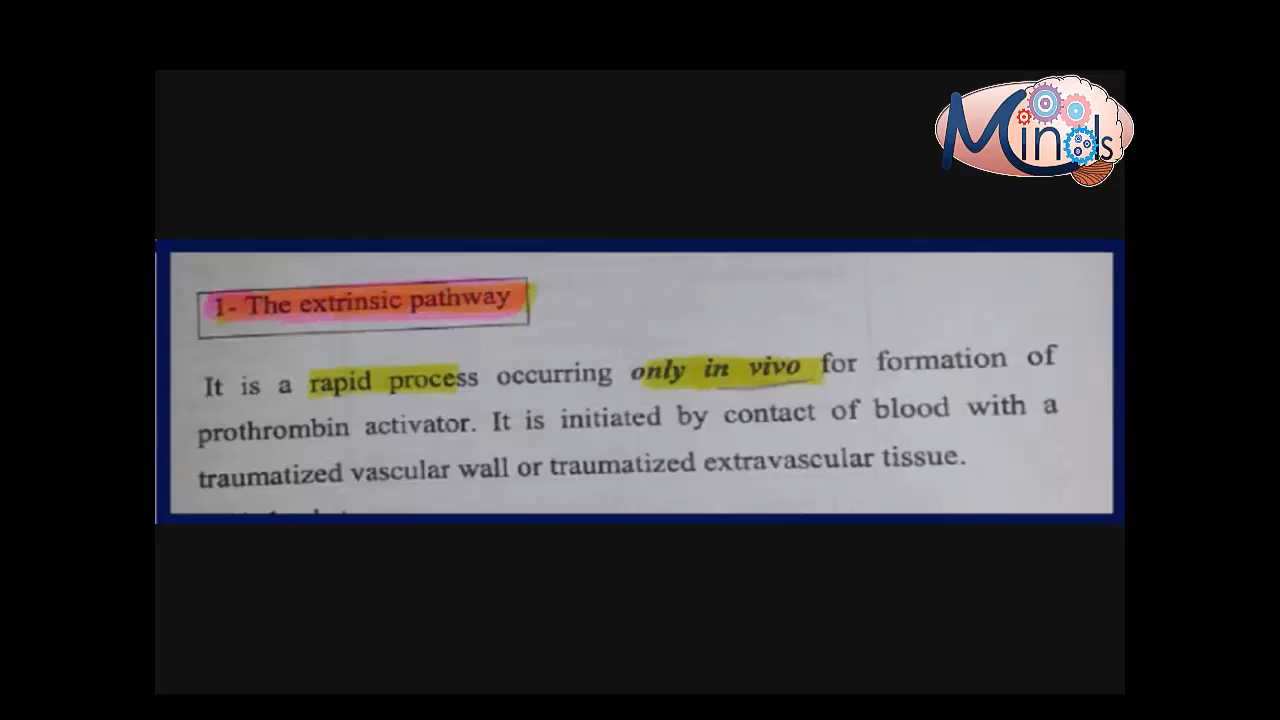 Minds
1- The extrinsic pathway
It is a rapid process occurring only in vivo for formation of
prothrombin activator. It is initiated by contact of blood with a
traumatized vascular wall or traumatized extravascular tissue.